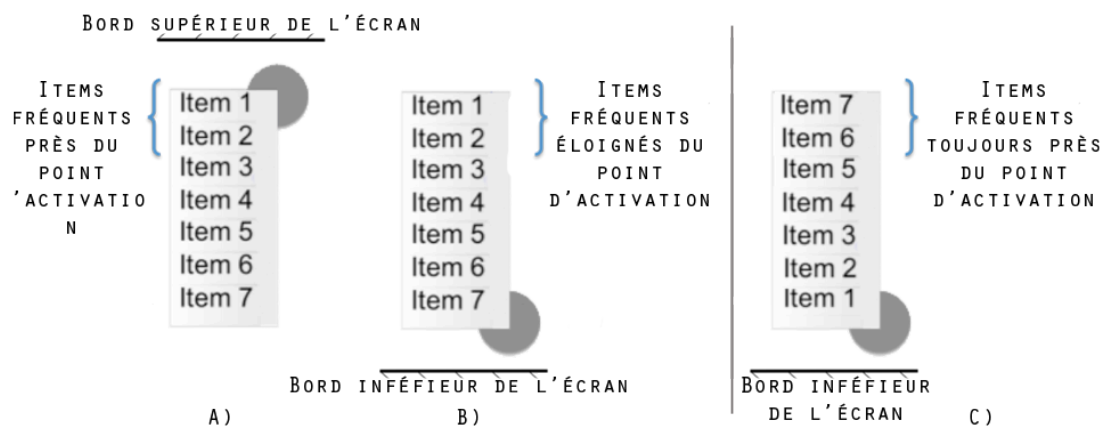 BORD SUPÉRIEUR DE L'ÉCRAN
ITEMS
FRÉQUENTS
PRÈS DU
POINT
'ACTIVATIO
N
Item 1
Item 2
Item 3
Item 4
Item 5
Item 6
Item 7
A)
Item 1
Item 2
Item 3
Item 4
Item 5
Item 6
Item 7
ITEMS
FRÉQUENTS
ÉLOIGNÉS DU
POINT
D'ACTIVATION
BORD INFÉFIEUR DE L'ÉCRAN
B)
Item 7
Item 6
Item 5
Item 4
Item 3
Item 2
Item 1
ITEMS
FRÉQUENTS
TOUJOURS PRÈS
DU POINT
D'ACTIVATION
BORD INFÉFIEUR
DE L'ÉCRAN
C)